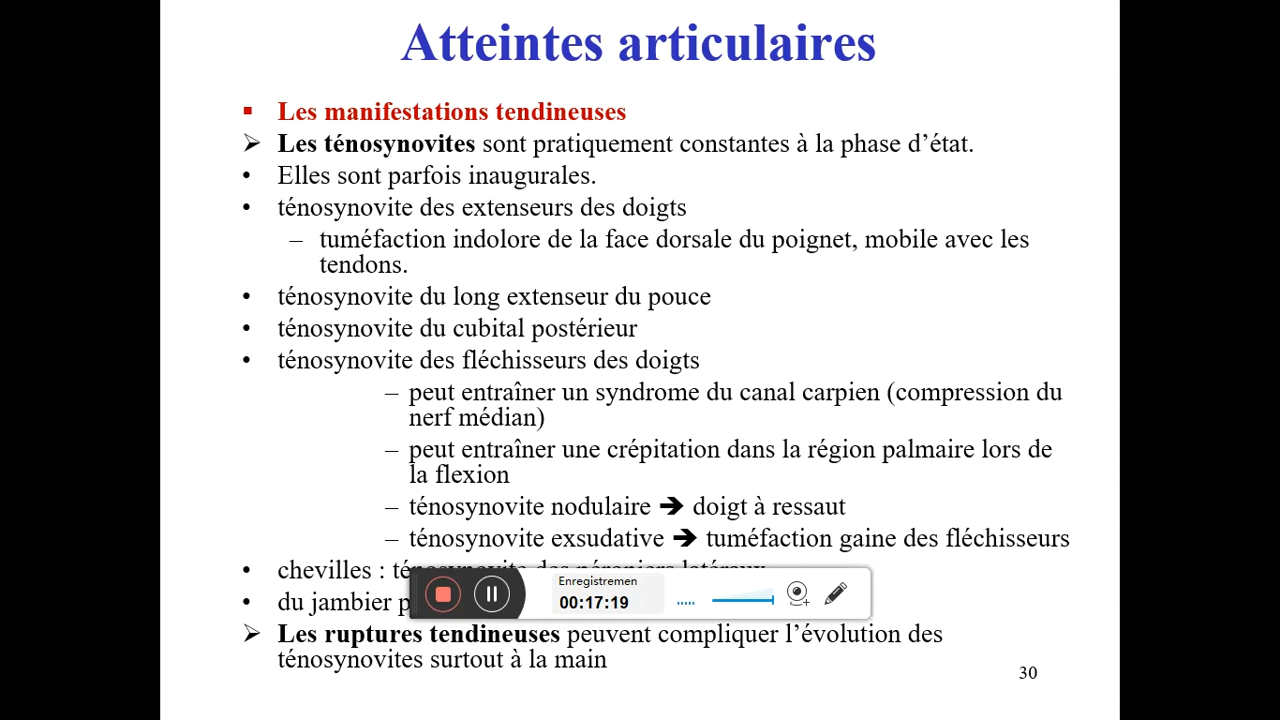 Atteintes articulaires
▪ Les manifestations tendineuses
➢ Les ténosynovites sont pratiquement constantes à la phase d’état.
• Elles sont parfois inaugurales.
• ténosynovite des extenseurs des doigts
– tuméfaction indolore de la face dorsale du poignet, mobile avec les
tendons.
• ténosynovite du long extenseur du pouce
• ténosynovite du cubital postérieur
• ténosynovite des fléchisseurs des doigts
– peut entraîner un syndrome du canal carpien (compression du
nerf médian)
– peut entraîner une crépitation dans la région palmaire lors de
la flexion
– ténosynovite nodulaire ➔ doigt à ressaut
– ténosynovite exsudative ➔ tuméfaction gaine des fléchisseurs
• chevilles : ténosynovite des péroniers latéraux
• du jambier
Enregistremen
00:17:19
➢ Les ruptures tendineuses peuvent compliquer l’évolution des
ténosynovites surtout à la main
30